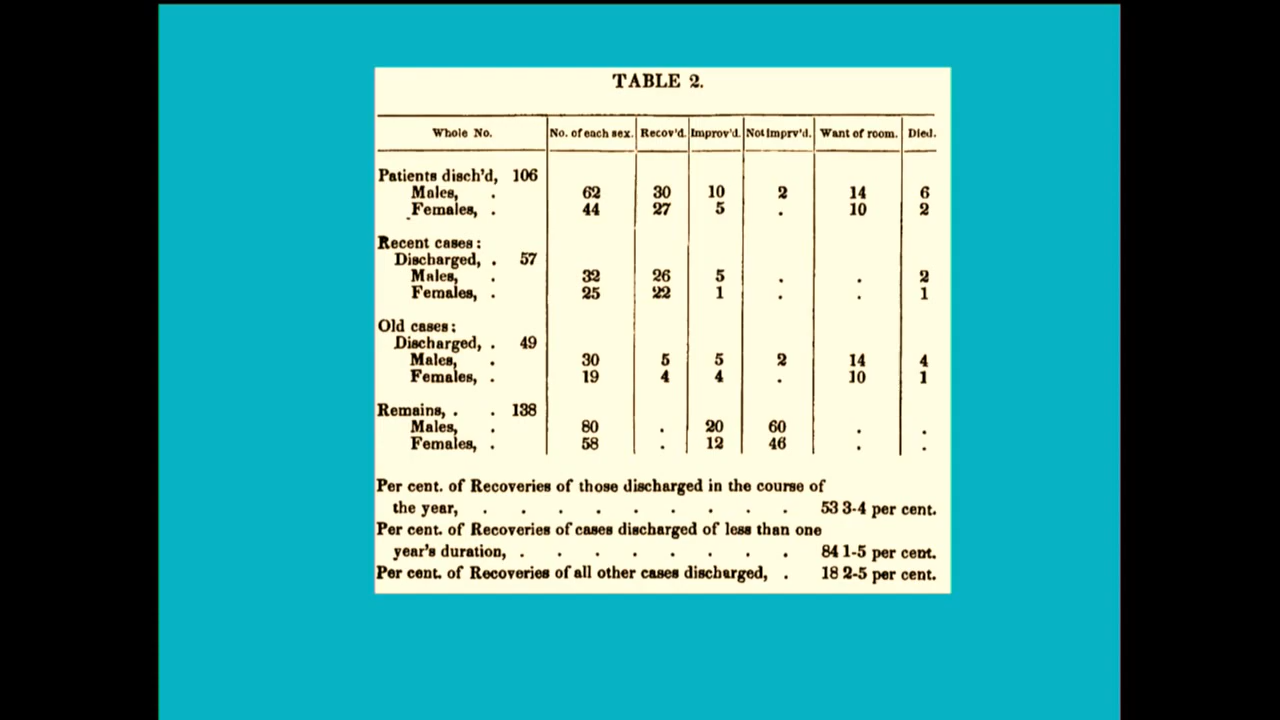 TABLE 2.
Whole No. No. of each sex. Recov'd. Improv'd. Not imprv'd. Want of room. Died.
Patients disch'd, 106
Males, . 62 30 10 2 14 6
Females, . 44 27 5 . 10 2
Recent cases:
Discharged, . 57
Males, . 32 26 5 . . 2
Females, . 25 22 1 . . 1
Old cases:
Discharged, . 49
Males, . 30 5 5 2 14 4
Females, . 19 4 4 . 10 1
Remains, . . 138
Males, . 80 . 20 60 . .
Females, . 58 . 12 46 . .
Per cent. of Recoveries of those discharged in the course of
the year, . . . . . . . . . 53 3-4 per cent.
Per cent. of Recoveries of cases discharged of less than one
year's duration, . . . . . . . . 84 1-5 per cent.
Per cent. of Recoveries of all other cases discharged, . 18 2-5 per cent.